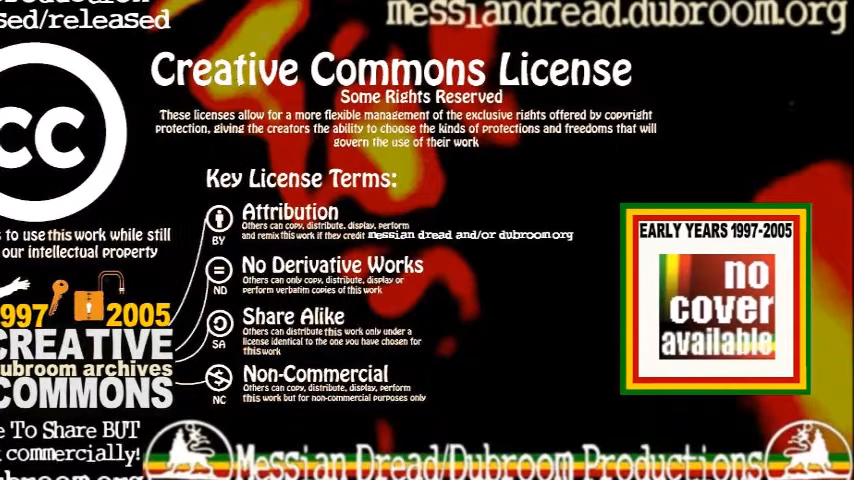 messiandread.dubroom.org
sed/released
Creative Commons License
Some Rights Reserved
These licenses allow for a more flexible management of the exclusive rights offered by copyright
protection, giving the creators the ability to choose the kinds of protections and freedoms that will
govern the use of their work
cc
Key License Terms:
Attribution
Others can copy, distribute, display, perform
and remix this work if they credit messian dread and/or dubroom.org
BY
No Derivative Works
Others can only copy, distribute, display or
perform verbatim copies of this work
ND
Share Alike
Others can distribute this work only under a
license identical to the one you have chosen for
this work
SA
Non-Commercial
Others can copy, distribute, display, perform
this work but for non-commercial purposes only
NC
s to use this work while still
our intellectual property
1997 2005
CREATIVE
ubroom archives
COMMONS
e To Share BUT
commercially!
EARLY YEARS 1997-2005
no
cover
available
Messian Dread/Dubroom Productions